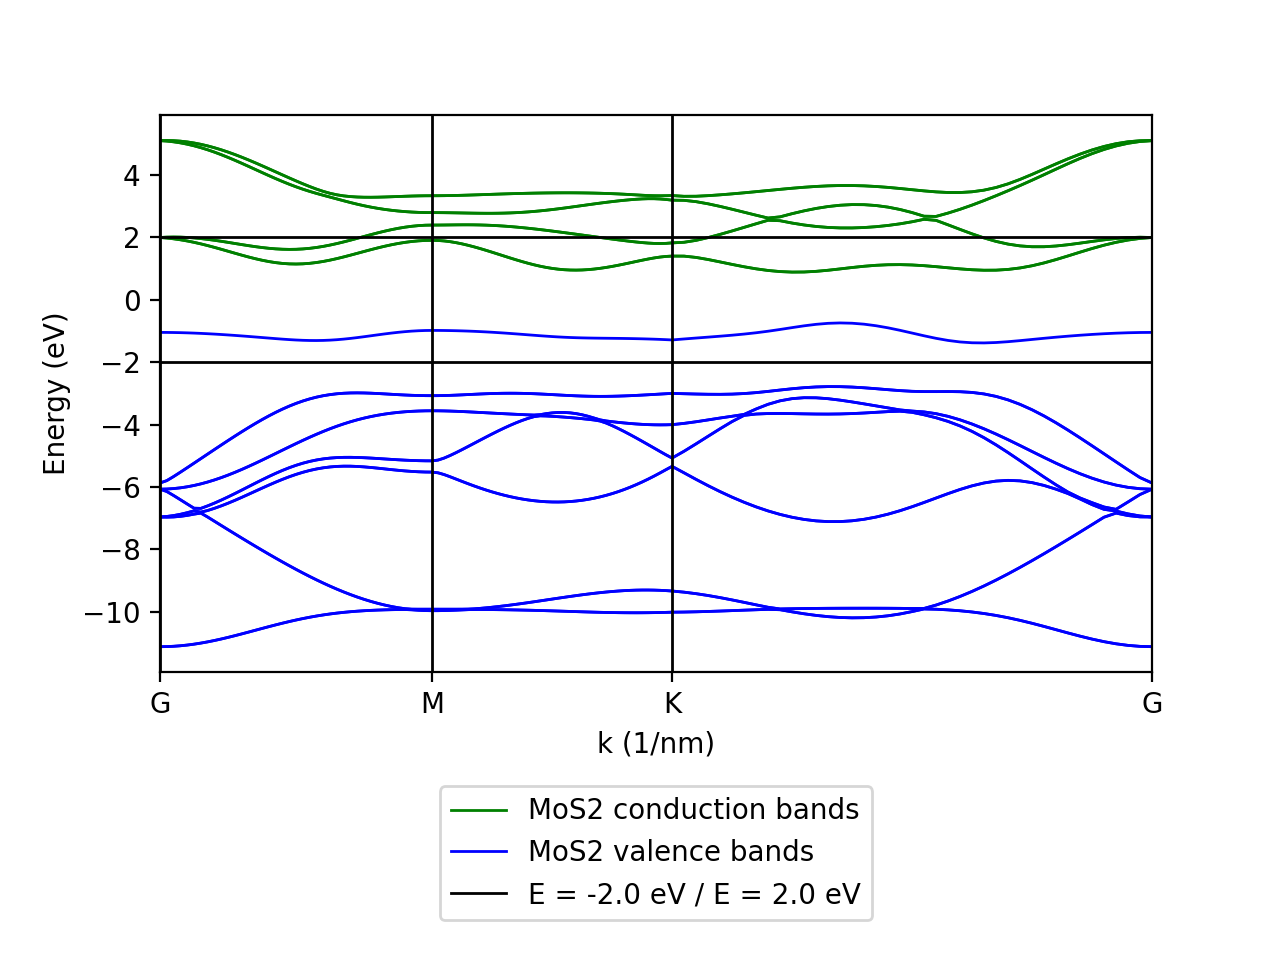 Energy (eV)
4
2
0
−2
−4
−6
−8
−10
G M K G
k (1/nm)
MoS2 conduction bands
MoS2 valence bands
E = -2.0 eV / E = 2.0 eV